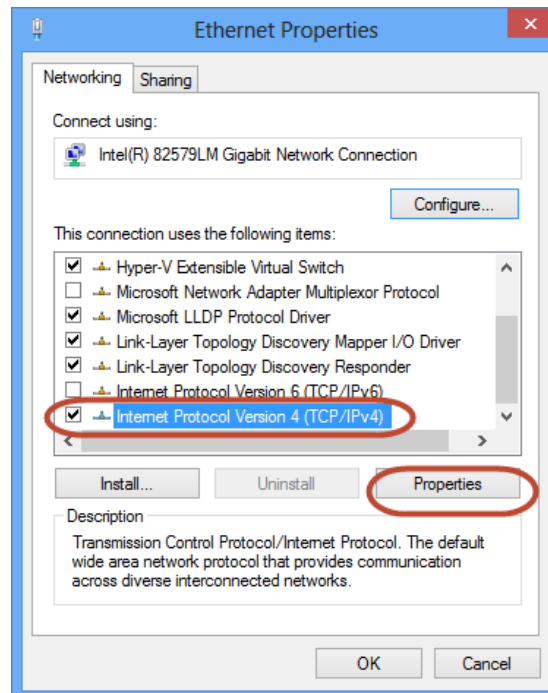 Ethernet Properties
Networking
Sharing
Connect using:
Intel(R) 82579LM Gigabit Network Connection
Configure...
This connection uses the following items:
Hyper-V Extensible Virtual Switch
Microsoft Network Adapter Multiplexor Protocol
Microsoft LLDP Protocol Driver
Link-Layer Topology Discovery Mapper I/O Driver
Link-Layer Topology Discovery Responder
Internet Protocol Version 6 (TCP/IPv6)
Internet Protocol Version 4 (TCP/IPv4)
Install...
Uninstall
Properties
Description
Transmission Control Protocol/Internet Protocol. The default
wide area network protocol that provides communication
across diverse interconnected networks.
OK
Cancel